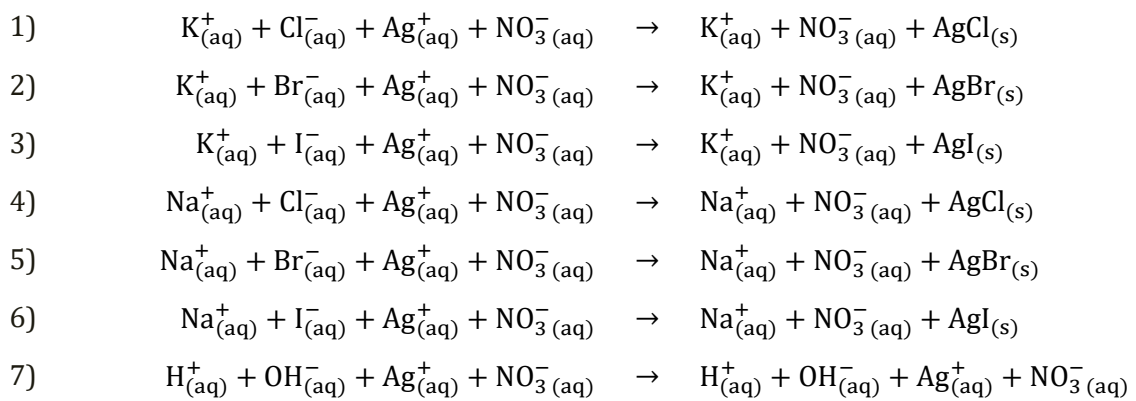 1) K⁺(aq) + Cl⁻(aq) + Ag⁺(aq) + NO₃⁻(aq) → K⁺(aq) + NO₃⁻(aq) + AgCl(s)
2) K⁺(aq) + Br⁻(aq) + Ag⁺(aq) + NO₃⁻(aq) → K⁺(aq) + NO₃⁻(aq) + AgBr(s)
3) K⁺(aq) + I⁻(aq) + Ag⁺(aq) + NO₃⁻(aq) → K⁺(aq) + NO₃⁻(aq) + AgI(s)
4) Na⁺(aq) + Cl⁻(aq) + Ag⁺(aq) + NO₃⁻(aq) → Na⁺(aq) + NO₃⁻(aq) + AgCl(s)
5) Na⁺(aq) + Br⁻(aq) + Ag⁺(aq) + NO₃⁻(aq) → Na⁺(aq) + NO₃⁻(aq) + AgBr(s)
6) Na⁺(aq) + I⁻(aq) + Ag⁺(aq) + NO₃⁻(aq) → Na⁺(aq) + NO₃⁻(aq) + AgI(s)
7) H⁺(aq) + OH⁻(aq) + Ag⁺(aq) + NO₃⁻(aq) → H⁺(aq) + OH⁻(aq) + Ag⁺(aq) + NO₃⁻(aq)